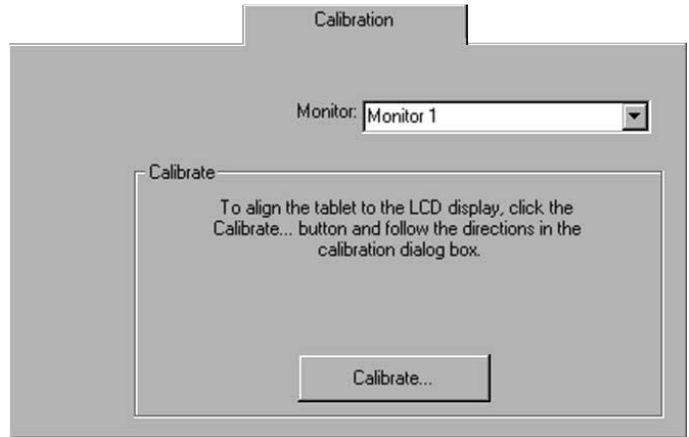 Calibration
Monitor: Monitor 1
Calibrate
To align the tablet to the LCD display, click the
Calibrate... button and follow the directions in the
calibration dialog box.
Calibrate...